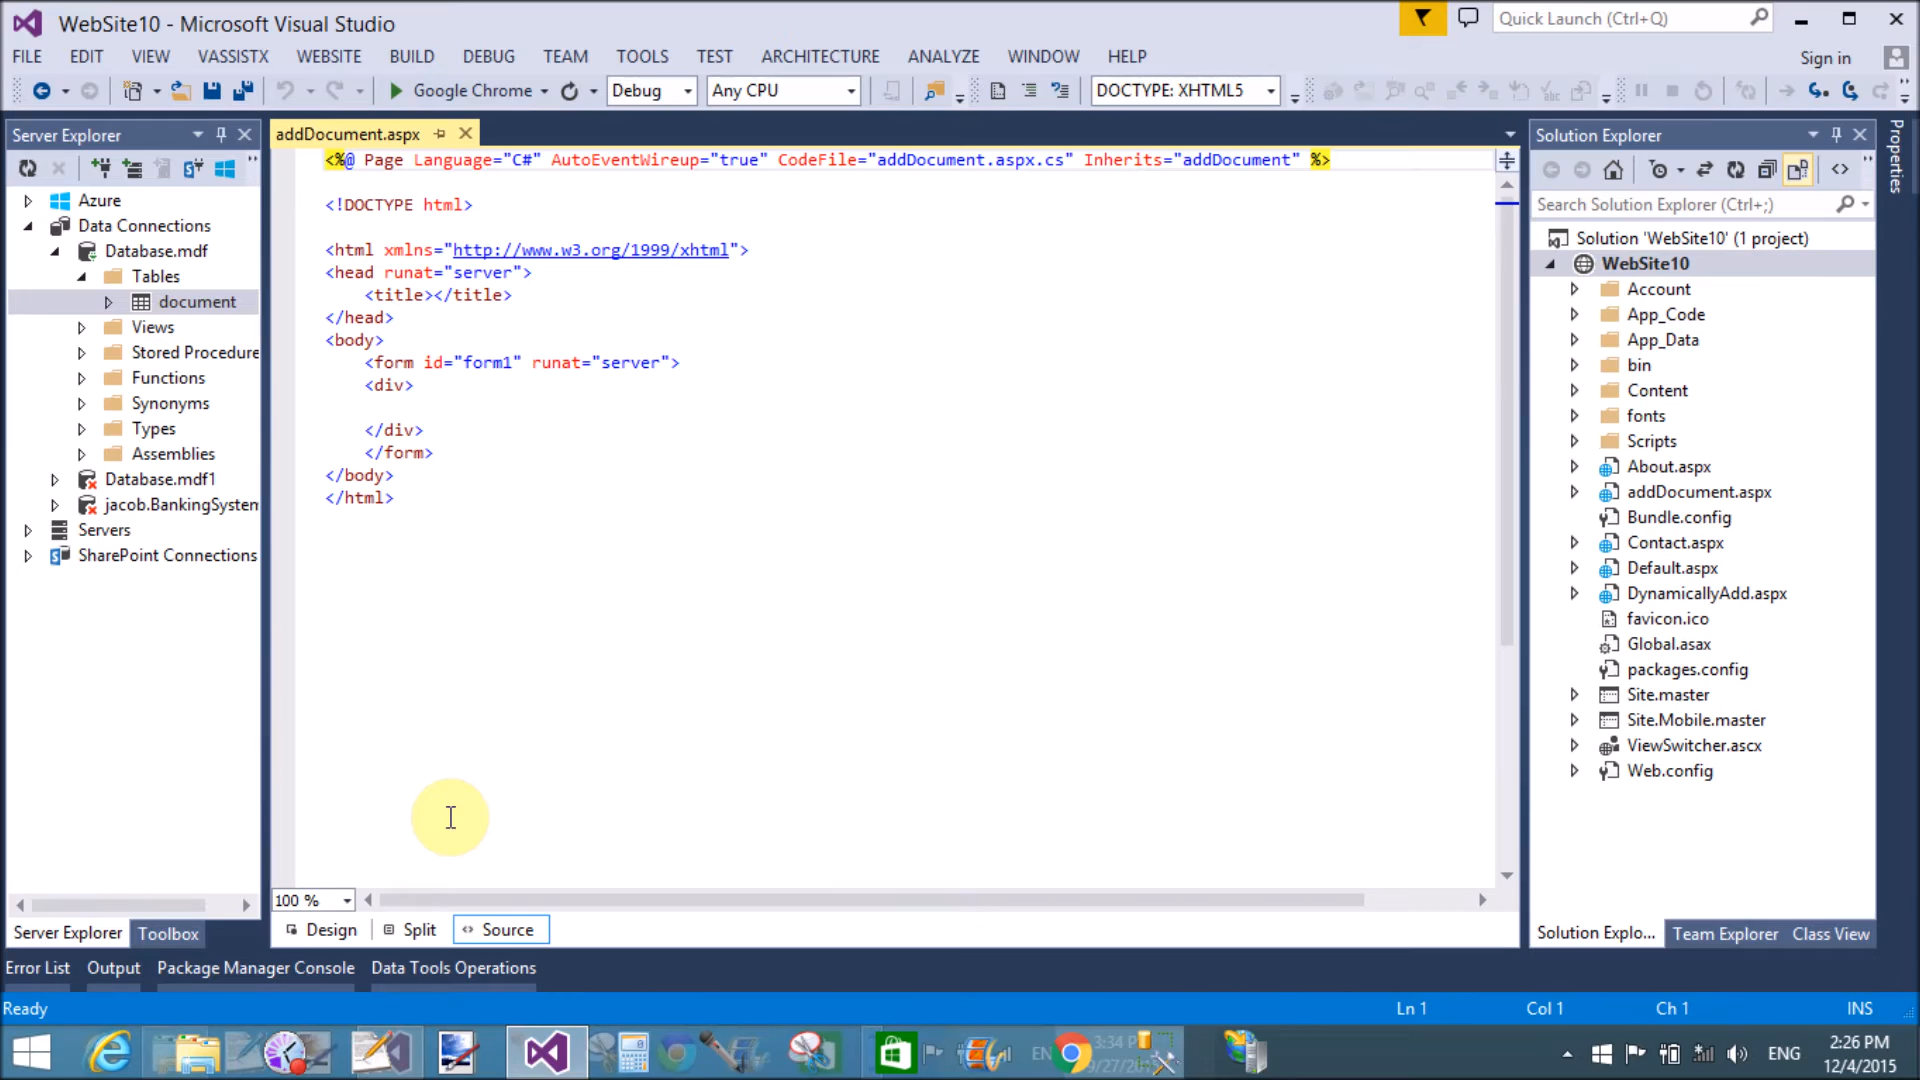 WebSite10 - Microsoft Visual Studio
Quick Launch (Ctrl+Q)
FILE EDIT VIEW VASSISTX WEBSITE BUILD DEBUG TEAM TOOLS TEST ARCHITECTURE ANALYZE WINDOW HELP
Sign in
Google Chrome Debug Any CPU DOCTYPE: XHTML5
Server Explorer
Azure
Data Connections
Database.mdf
Tables
document
Views
Stored Procedure
Functions
Synonyms
Types
Assemblies
Database.mdf1
jacob.BankingSystem
Servers
SharePoint Connections
Server Explorer Toolbox
addDocument.aspx
<%@ Page Language="C#" AutoEventWireup="true" CodeFile="addDocument.aspx.cs" Inherits="addDocument" %>
<!DOCTYPE html>
<html xmlns="http://www.w3.org/1999/xhtml">
<head runat="server">
<title></title>
</head>
<body>
<form id="form1" runat="server">
<div>
</div>
</form>
</body>
</html>
100 %
Design Split Source
Solution Explorer
Search Solution Explorer (Ctrl+;)
Solution 'WebSite10' (1 project)
WebSite10
Account
App_Code
App_Data
bin
Content
fonts
Scripts
About.aspx
addDocument.aspx
Bundle.config
Contact.aspx
Default.aspx
DynamicallyAdd.aspx
favicon.ico
Global.asax
packages.config
Site.master
Site.Mobile.master
ViewSwitcher.ascx
Web.config
Solution Explo... Team Explorer Class View
Properties
Error List Output Package Manager Console Data Tools Operations
Ready Ln 1 Col 1 Ch 1 INS
EN 3:34 P
ENG 2:26 PM
12/4/2015